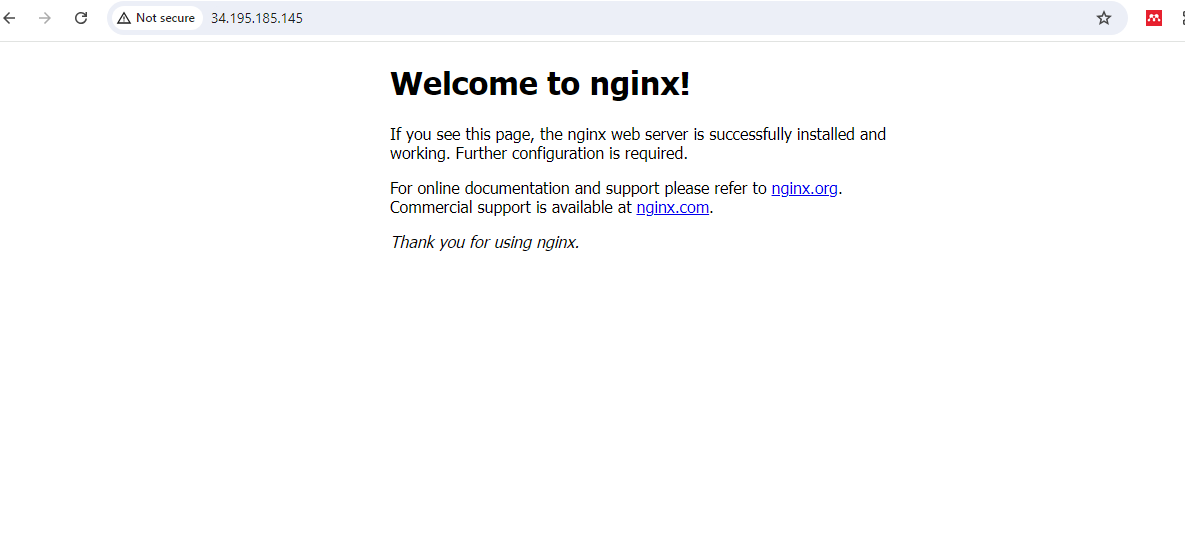 Not secure 34.195.185.145
Welcome to nginx!
If you see this page, the nginx web server is successfully installed and
working. Further configuration is required.
For online documentation and support please refer to nginx.org.
Commercial support is available at nginx.com.
Thank you for using nginx.